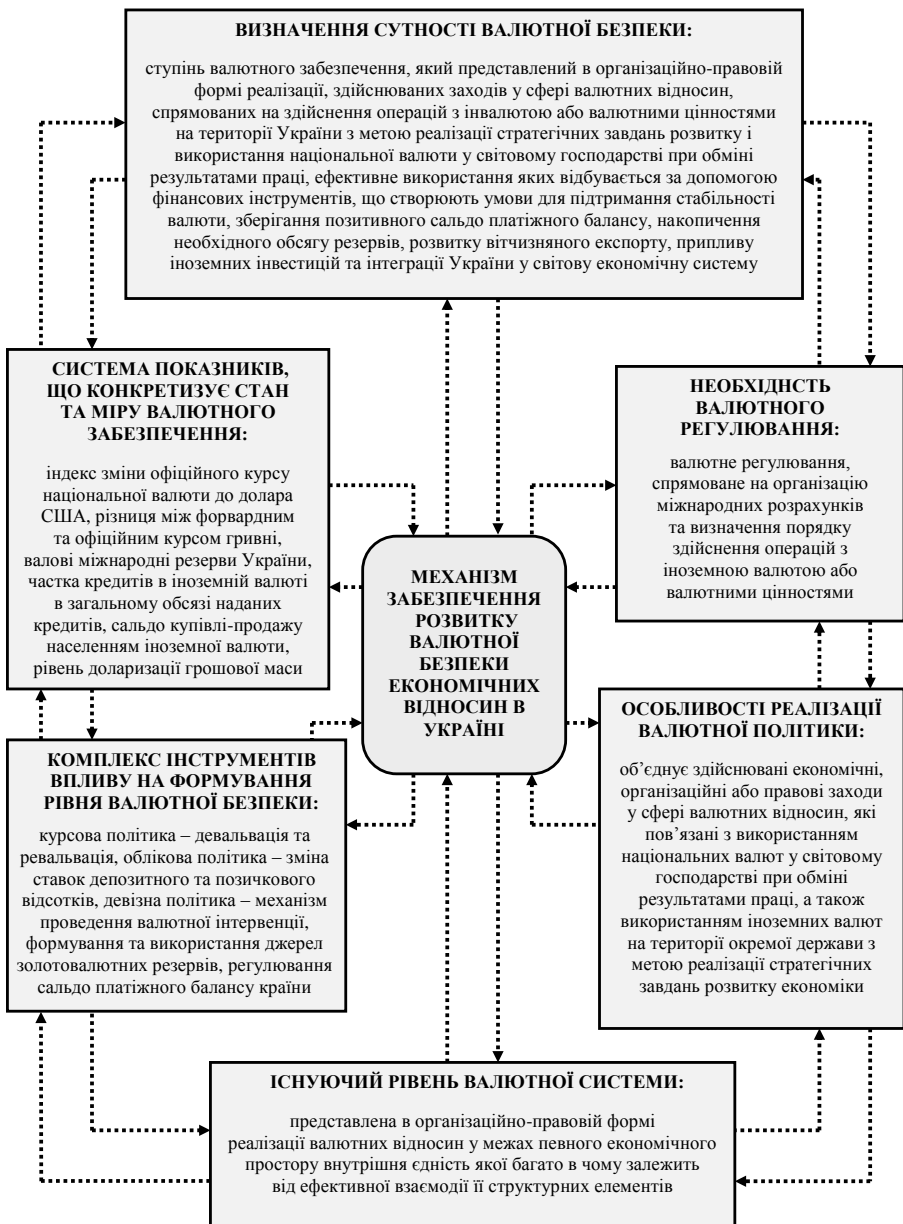 ВИЗНАЧЕННЯ СУТНОСТІ ВАЛЮТНОЇ БЕЗПЕКИ:
ступінь валютного забезпечення, який представлений в організаційно-правовій
формі реалізації, здійснюваних заходів у сфері валютних відносин,
спрямованих на здійснення операцій з інвалютою або валютними цінностями
на території України з метою реалізації стратегічних завдань розвитку і
використання національної валюти у світовому господарстві при обміні
результатами праці, ефективне використання яких відбувається за допомогою
фінансових інструментів, що створюють умови для підтримання стабільності
валюти, зберігання позитивного сальдо платіжного балансу, накопичення
необхідного обсягу резервів, розвитку вітчизняного експорту, припливу
іноземних інвестицій та інтеграції України у світову економічну систему
СИСТЕМА ПОКАЗНИКІВ,
ЩО КОНКРЕТИЗУЄ СТАН
ТА МІРУ ВАЛЮТНОГО
ЗАБЕЗПЕЧЕННЯ:
індекс зміни офіційного курсу
національної валюти до долара
США, різниця між форвардним
та офіційним курсом гривні,
валові міжнародні резерви України,
частка кредитів в іноземній валюті
в загальному обсязі наданих
кредитів, сальдо купівлі-продажу
населенням іноземної валюти,
рівень доларизації грошової маси
НЕОБХІДНСТЬ
ВАЛЮТНОГО
РЕГУЛЮВАННЯ:
валютне регулювання,
спрямоване на організацію
міжнародних розрахунків
та визначення порядку
здійснення операцій з
іноземною валютою або
валютними цінностями
МЕХАНІЗМ
ЗАБЕЗПЕЧЕННЯ
РОЗВИТКУ
ВАЛЮТНОЇ
БЕЗПЕКИ
ЕКОНОМІЧНИХ
ВІДНОСИН В
УКРАЇНІ
КОМПЛЕКС ІНСТРУМЕНТІВ
ВПЛИВУ НА ФОРМУВАННЯ
РІВНЯ ВАЛЮТНОЇ БЕЗПЕКИ:
курсова політика – девальвація та
ревальвація, облікова політика – зміна
ставок депозитного та позичкового
відсотків, девізна політика – механізм
проведення валютної інтервенції,
формування та використання джерел
золотовалютних резервів, регулювання
сальдо платіжного балансу країни
ОСОБЛИВОСТІ РЕАЛІЗАЦІЇ
ВАЛЮТНОЇ ПОЛІТИКИ:
об’єднує здійснювані економічні,
організаційні або правові заходи
у сфері валютних відносин, які
пов’язані з використанням
національних валют у світовому
господарстві при обміні
результатами праці, а також
використанням іноземних валют
на території окремої держави з
метою реалізації стратегічних
завдань розвитку економіки
ІСНУЮЧИЙ РІВЕНЬ ВАЛЮТНОЇ СИСТЕМИ:
представлена в організаційно-правовій формі
реалізації валютних відносин у межах певного економічного
простору внутрішня єдність якої багато в чому залежить
від ефективної взаємодії її структурних елементів